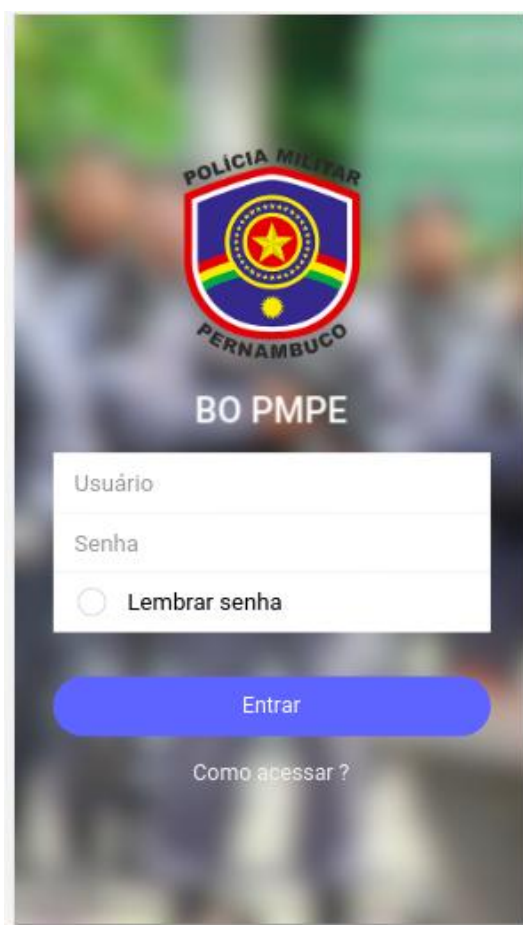 POLÍCIA MILITAR
PERNAMBUCO
BO PMPE
Usuário
Senha
Lembrar senha
Entrar
Como acessar ?